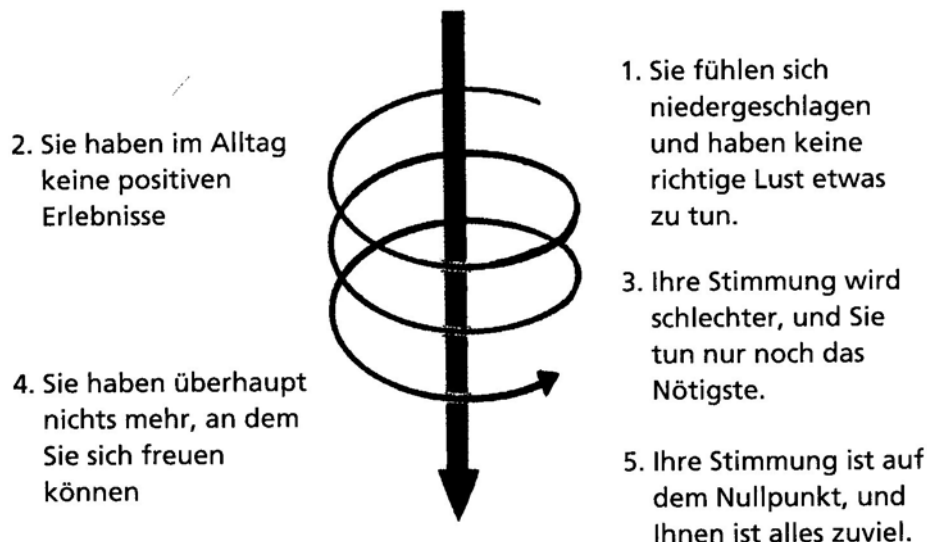 1. Sie fühlen sich
niedergeschlagen
und haben keine
richtige Lust etwas
zu tun.
2. Sie haben im Alltag
keine positiven
Erlebnisse
3. Ihre Stimmung wird
schlechter, und Sie
tun nur noch das
Nötigste.
4. Sie haben überhaupt
nichts mehr, an dem
Sie sich freuen
können
5. Ihre Stimmung ist auf
dem Nullpunkt, und
Ihnen ist alles zuviel.